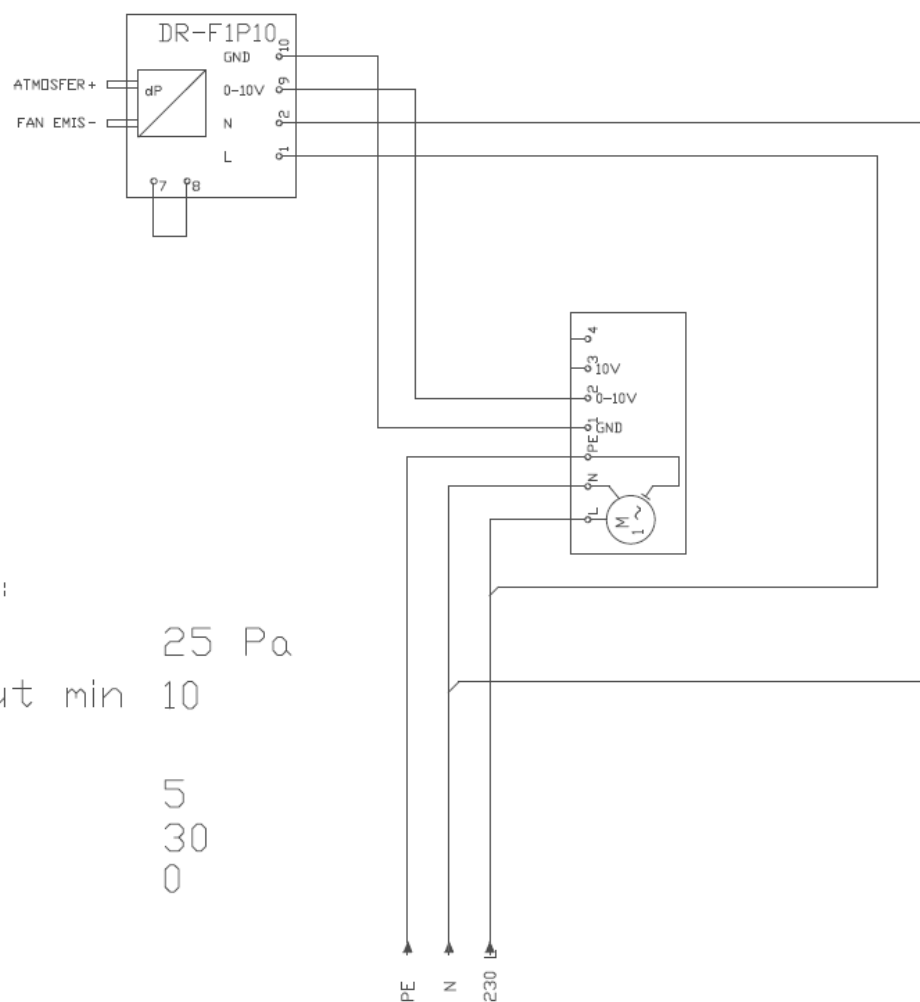 DR-F1P10
GND 10
ATMOSFER+
dP
0-10V 9
FAN EMIS-
N 2
L 1
7 8
4
3 10V
2 0-10V
1 GND
PE
N
L
M 1~
:
25 Pa
ut min 10
5
30
0
PE
N
230 L